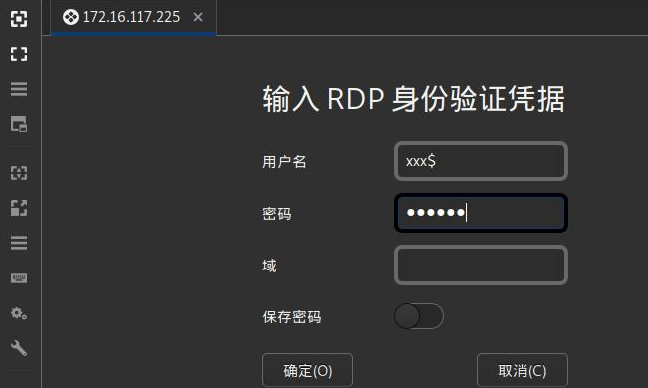 172.16.117.225
输入 RDP 身份验证凭据
用户名 xxx$
密码 ●●●●●●
域
保存密码
确定(O) 取消(C)